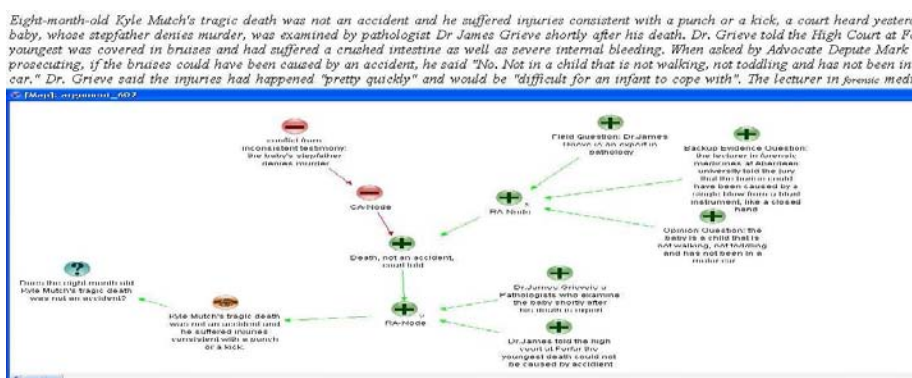 Eight-month-old Kyle Mutch's tragic death was not an accident and he suffered injuries consistent with a punch or a kick, a court heard
baby, whose stepfather denies murder, was examined by pathologist Dr James Grieve shortly after his death. Dr. Grieve told the High Court at
youngest was covered in bruises and had suffered a crushed intestine as well as severe internal bleeding. When asked by Advocate Depute Mark
prosecuting, if the bruises could have been caused by an accident, he said "No. Not in a child that is not walking, not toddling and has not been in
car." Dr. Grieve said the injuries had happened "pretty quickly" and would be "difficult for an infant to cope with". The lecturer in forensic
[Map]: argument_602
conflict from
inconsistent testimony:
the baby's stepfather
denies murder
CA-Node
Field Question: Dr.James
Grieve is an expert in
pathology
Backup Evidence Question:
the lecturer in forensic
medicines at Aberdeen
university told the jury
that the
have been caused by a
single blow from a blunt
instrument, like a closed
hand
RA-Node
Opinion Question: the
baby is a child that is
not walking, not toddling
and has not been in a
motor car
Death, not an accident,
court told
Does the eight-month old
Kyle Mutch's tragic death
was not an accident?
Kyle Mutch's tragic death
was not an accident and
he suffered injuries
consistent with a punch
or a kick.
RA-Node
Dr.James Grieve is a
Pathologists who examine
the baby shortly after
his death
Dr.James told the high
court at Forfar the
youngest death could not
be caused by accident